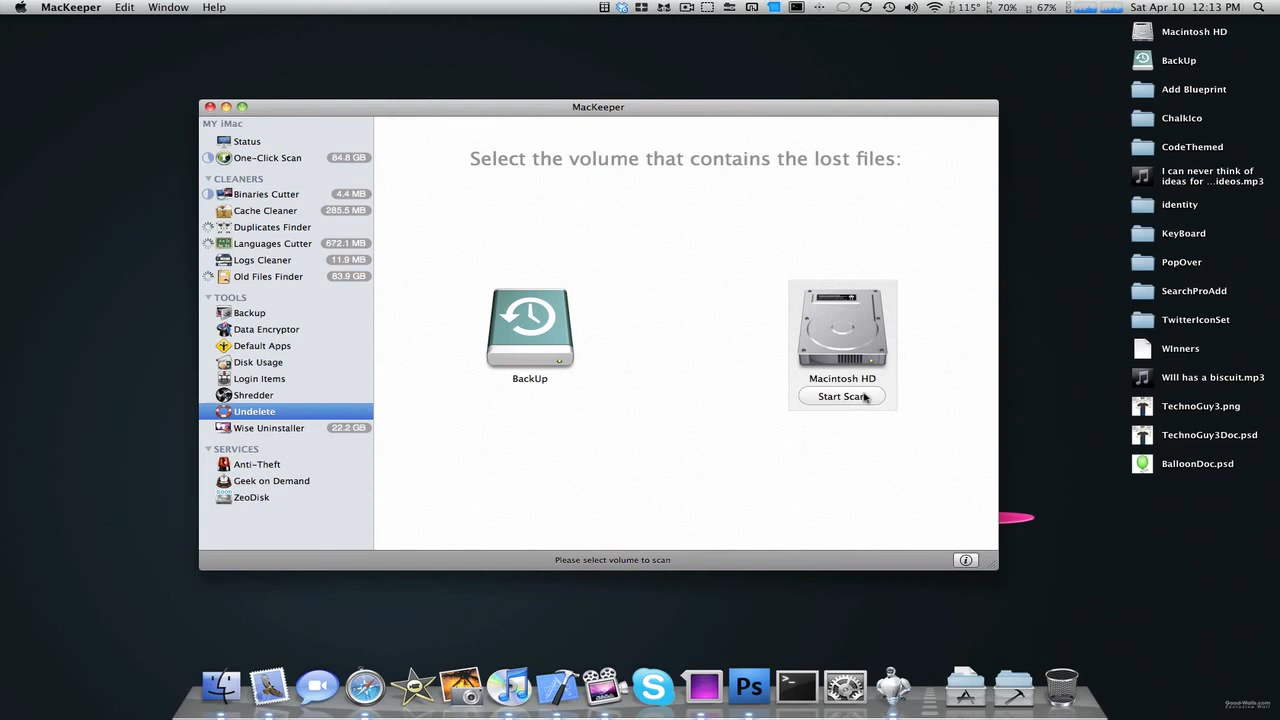 MacKeeper Edit Window Help
115° 70% 67% Sat Apr 10 12:13 PM
MacKeeper
MY iMac
Status
One-Click Scan 84.8 GB
CLEANERS
Binaries Cutter 4.4 MB
Cache Cleaner 285.5 MB
Duplicates Finder
Languages Cutter 672.1 MB
Logs Cleaner 11.9 MB
Old Files Finder 83.9 GB
TOOLS
Backup
Data Encryptor
Default Apps
Disk Usage
Login Items
Shredder
Undelete
Wise Uninstaller 22.2 GB
SERVICES
Anti-Theft
Geek on Demand
ZeoDisk
Select the volume that contains the lost files:
BackUp
Macintosh HD
Start Scan
Please select volume to scan
Macintosh HD
BackUp
Add Blueprint
ChalkIco
CodeThemed
I can never think of
ideas for ...ideos.mp3
identity
KeyBoard
PopOver
SearchProAdd
TwitterIconSet
WInners
WIll has a biscuit.mp3
TechnoGuy3.png
TechnoGuy3Doc.psd
BalloonDoc.psd
Ps